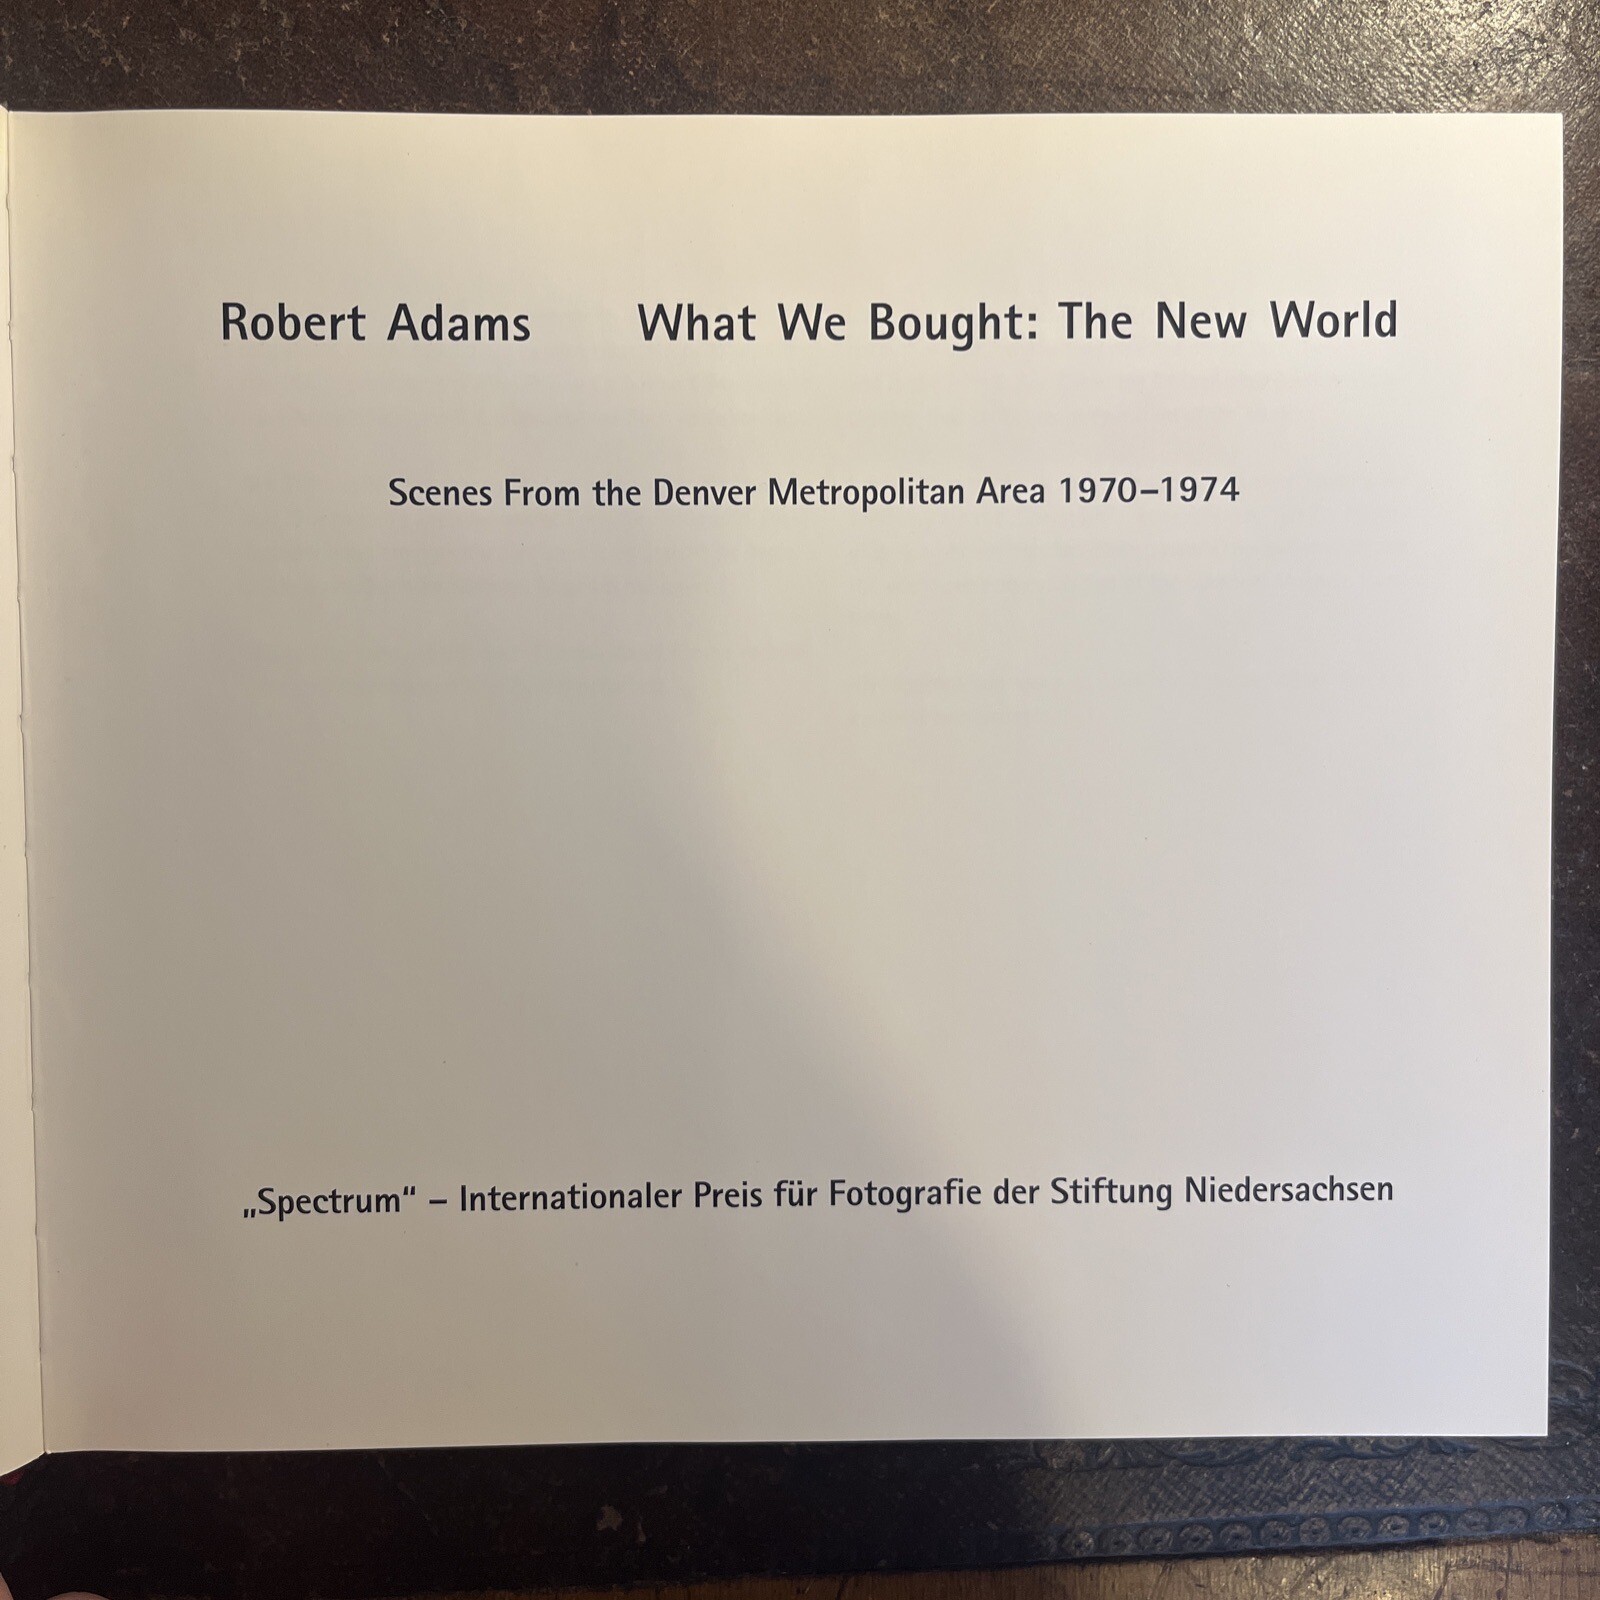 Robert Adams What We Bought: The New World
Scenes From the Denver Metropolitan Area 1970–1974
„Spectrum“ – Internationaler Preis für Fotografie der Stiftung Niedersachsen